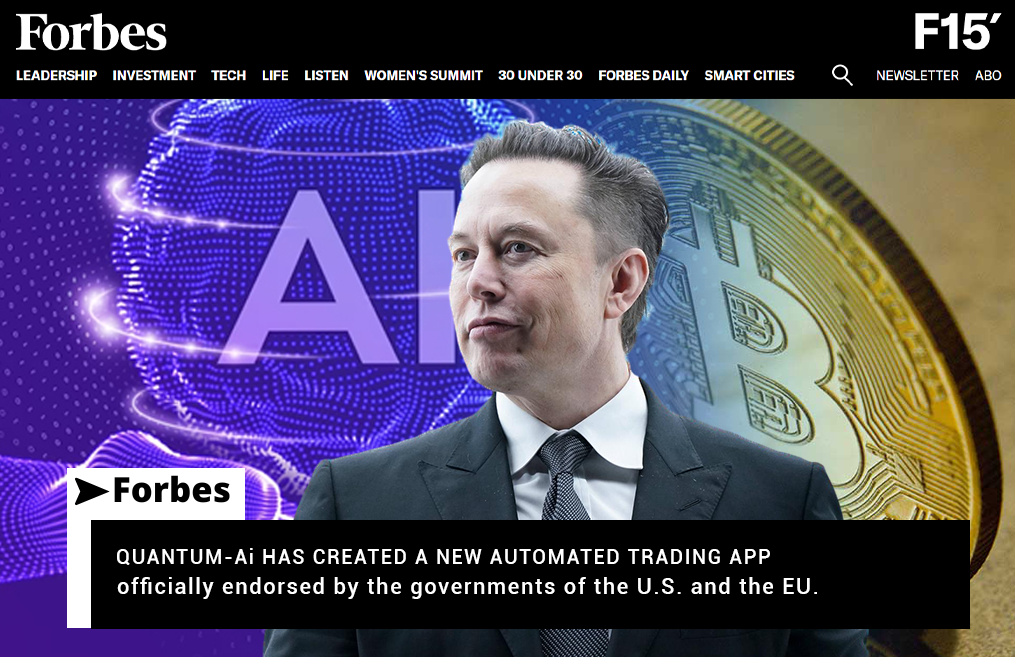 Forbes
F15′
LEADERSHIP INVESTMENT TECH LIFE LISTEN WOMEN'S SUMMIT 30 UNDER 30 FORBES DAILY SMART CITIES NEWSLETTER ABO
AI
B
Forbes
QUANTUM-Ai HAS CREATED A NEW AUTOMATED TRADING APP
officially endorsed by the governments of the U.S. and the EU.